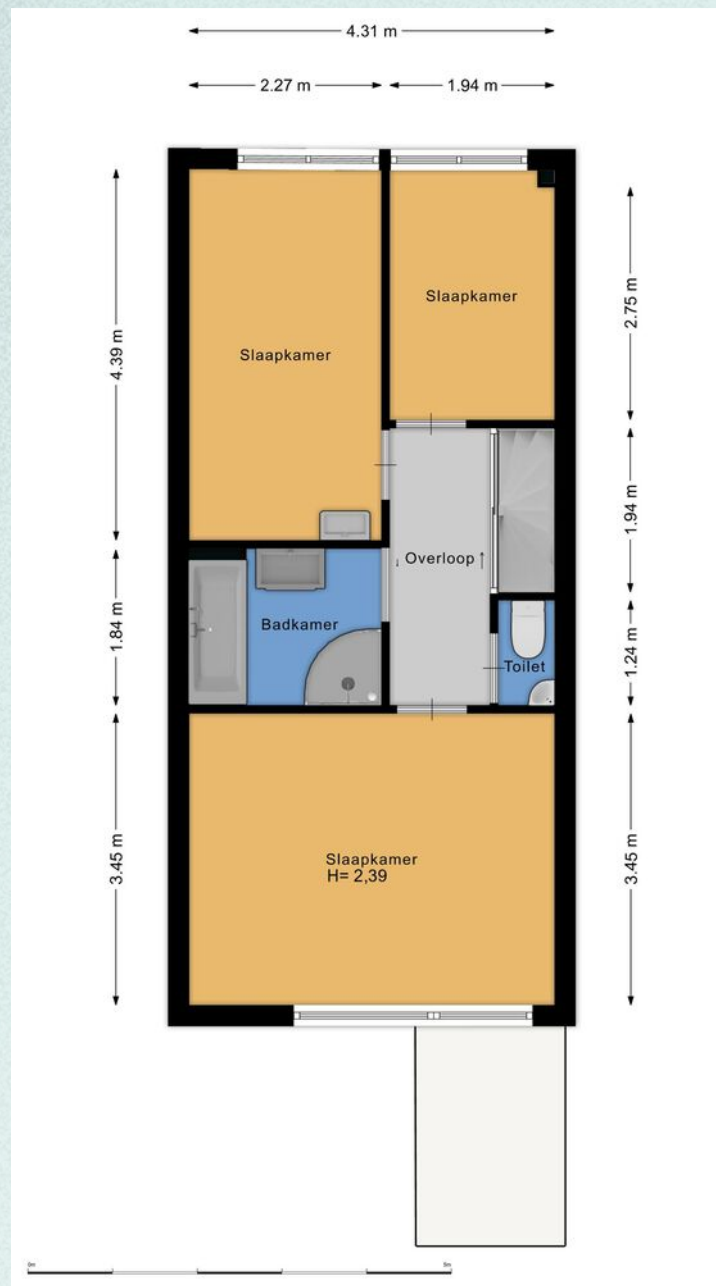 4.31 m
2.27 m
1.94 m
Slaapkamer
Slaapkamer
4.39 m
2.75 m
1.94 m
Overloop
Badkamer
1.84 m
Toilet
1.24 m
Slaapkamer
H= 2,39
3.45 m
3.45 m
0m
5m